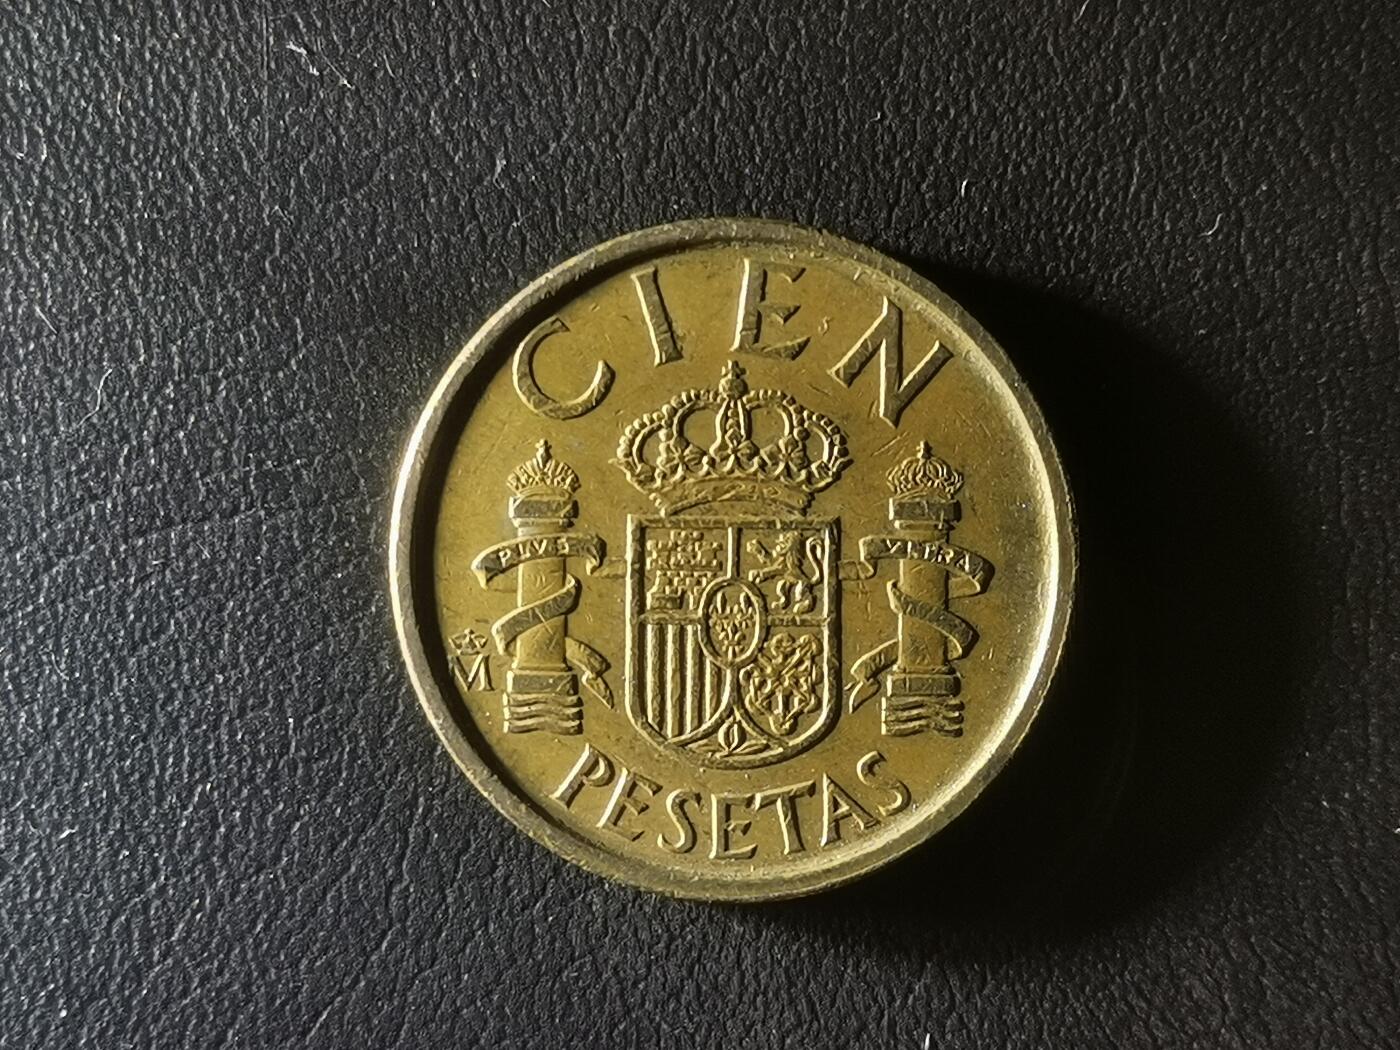 CIEN
PLVS
VLTRA
M
PESETAS